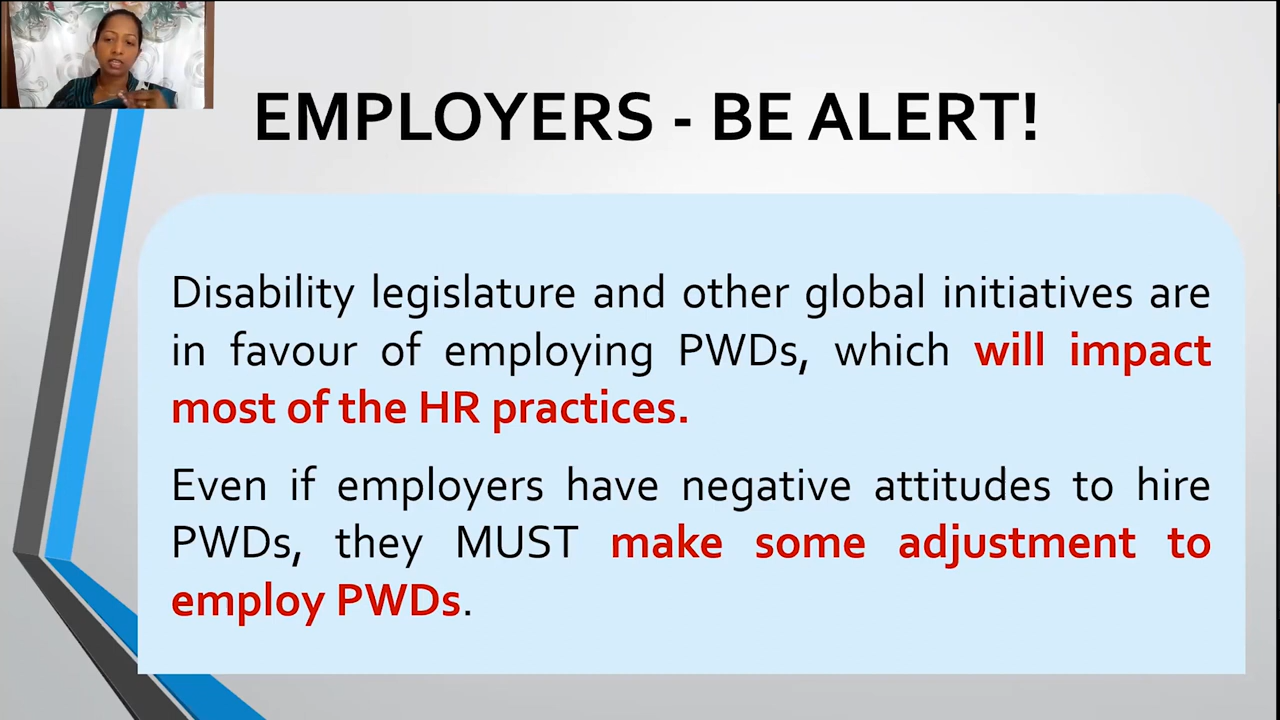 EMPLOYERS - BE ALERT!
Disability legislature and other global initiatives are
in favour of employing PWDs, which will impact
most of the HR practices.
Even if employers have negative attitudes to hire
PWDs, they MUST make some adjustment to
employ PWDs.